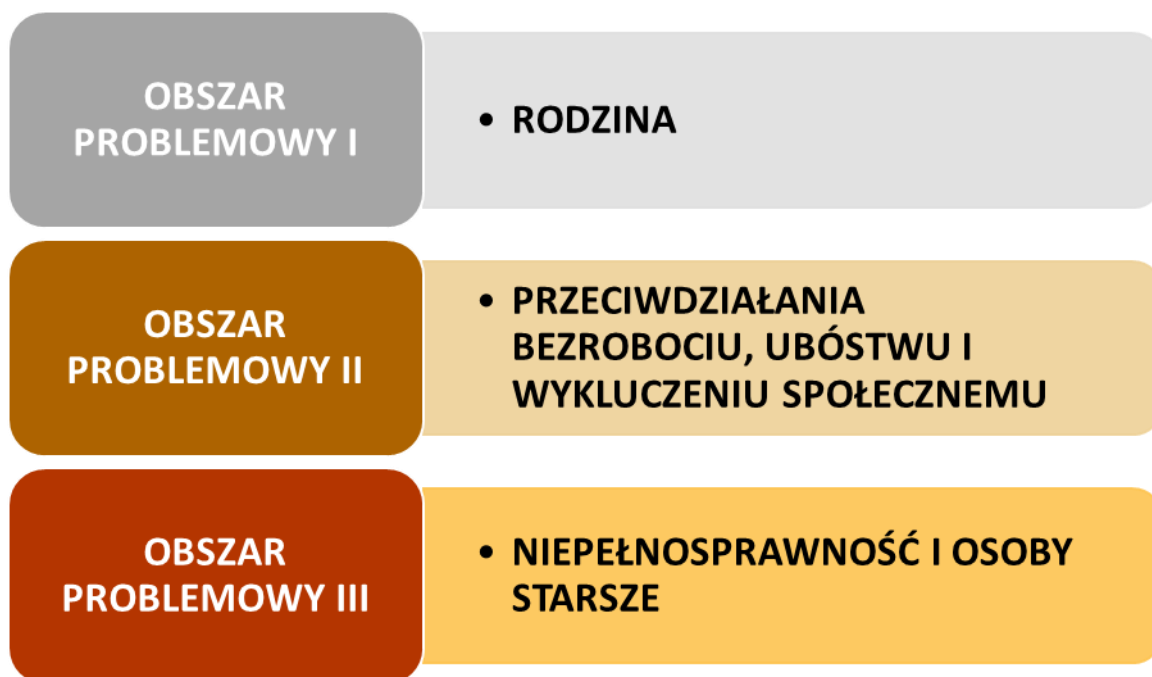 OBSZAR
PROBLEMOWY I
• RODZINA
OBSZAR
PROBLEMOWY II
• PRZECIWDZIAŁANIA
BEZROBOCIU, UBÓSTWU I
WYKLUCZENIU SPOŁECZNEMU
OBSZAR
PROBLEMOWY III
• NIEPEŁNOSPRAWNOŚĆ I OSOBY
STARSZE